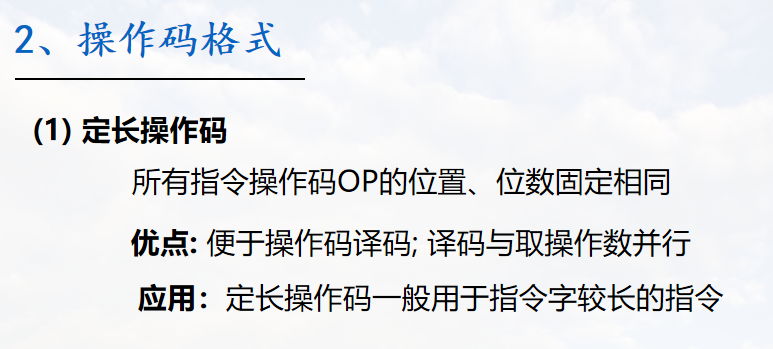 2、操作码格式
(1) 定长操作码
所有指令操作码OP的位置、位数固定相同
优点: 便于操作码译码; 译码与取操作数并行
应用：定长操作码一般用于指令字较长的指令